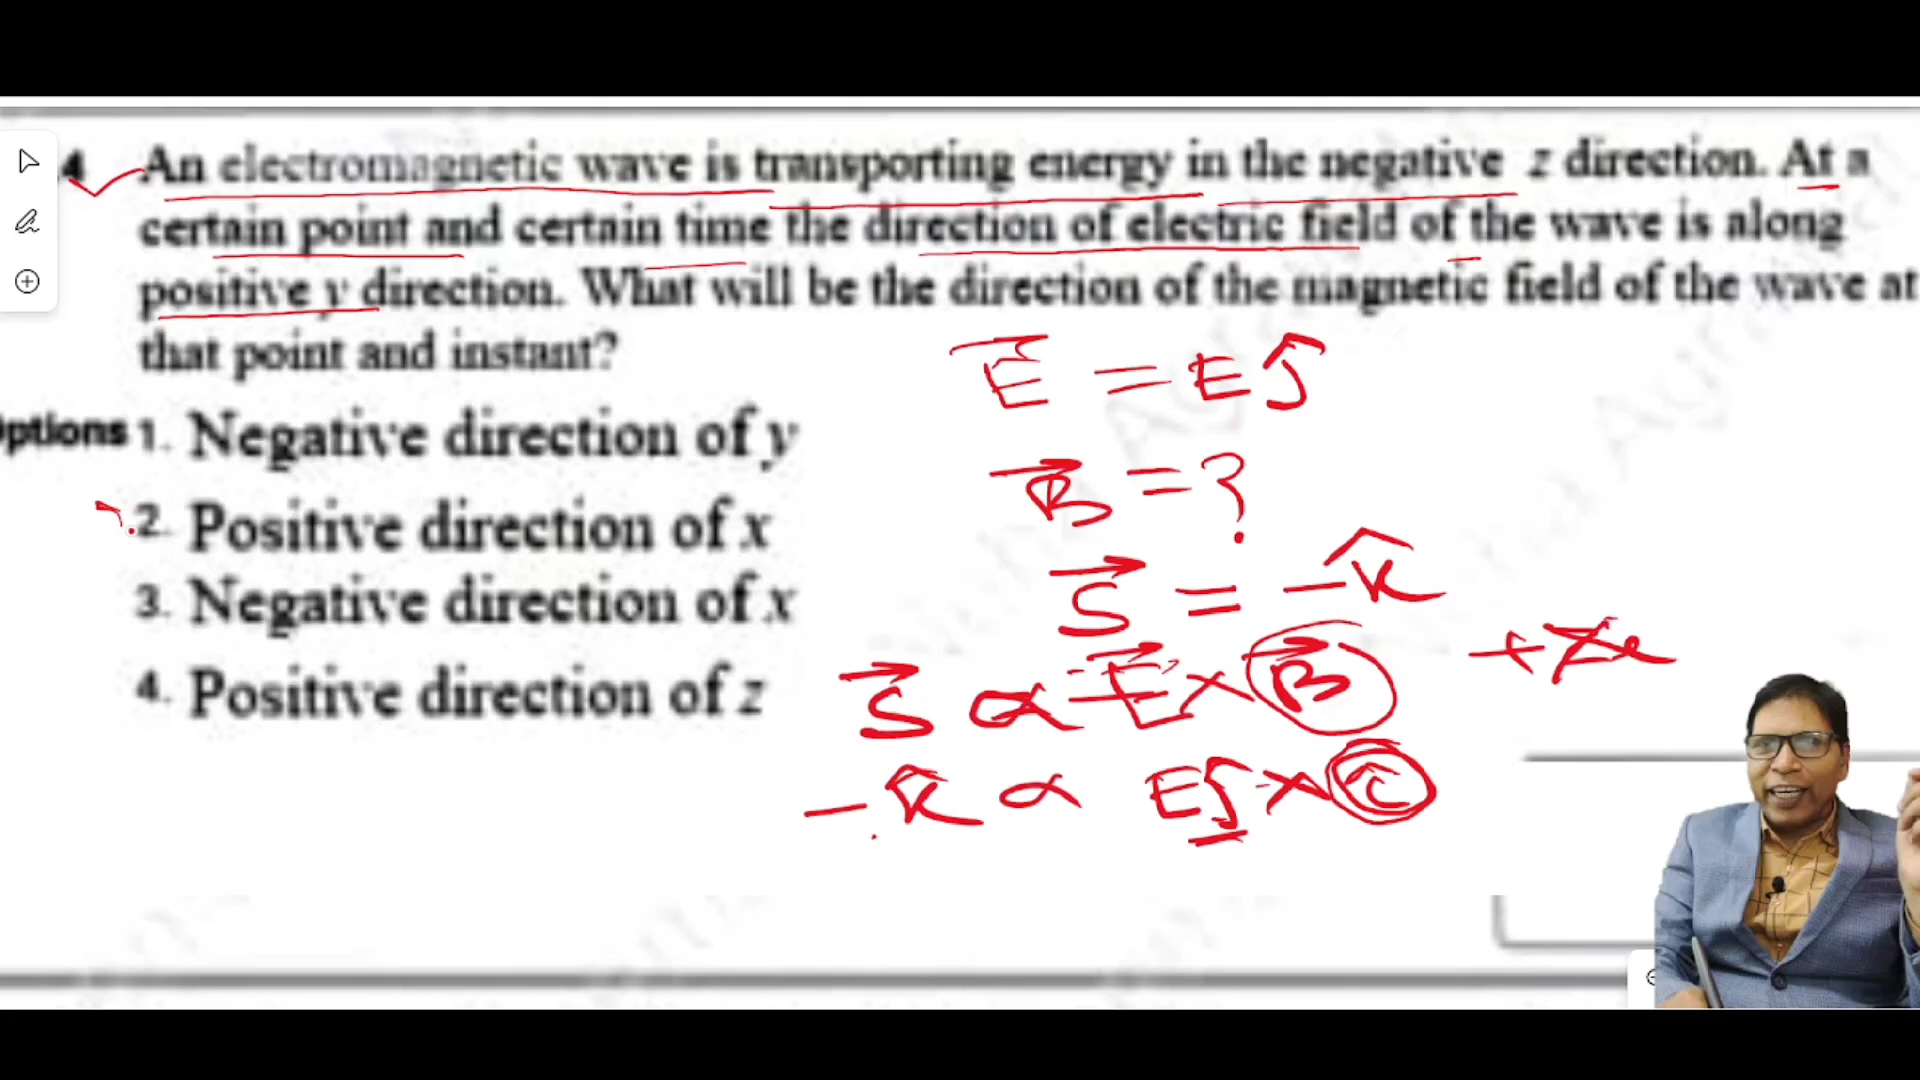 4 An electromagnetic wave is transporting energy in the negative z direction. At a
certain point and certain time the direction of electric field of the wave is along
positive y direction. What will be the direction of the magnetic field of the wave at
that point and instant?
ptions 1. Negative direction of y
2. Positive direction of x
3. Negative direction of x
4. Positive direction of z
E⃗ = E ĵ
B⃗ = ?
S⃗ = − k̂
S⃗ ∝ E⃗ × B⃗
− k̂ ∝ E ĵ × î